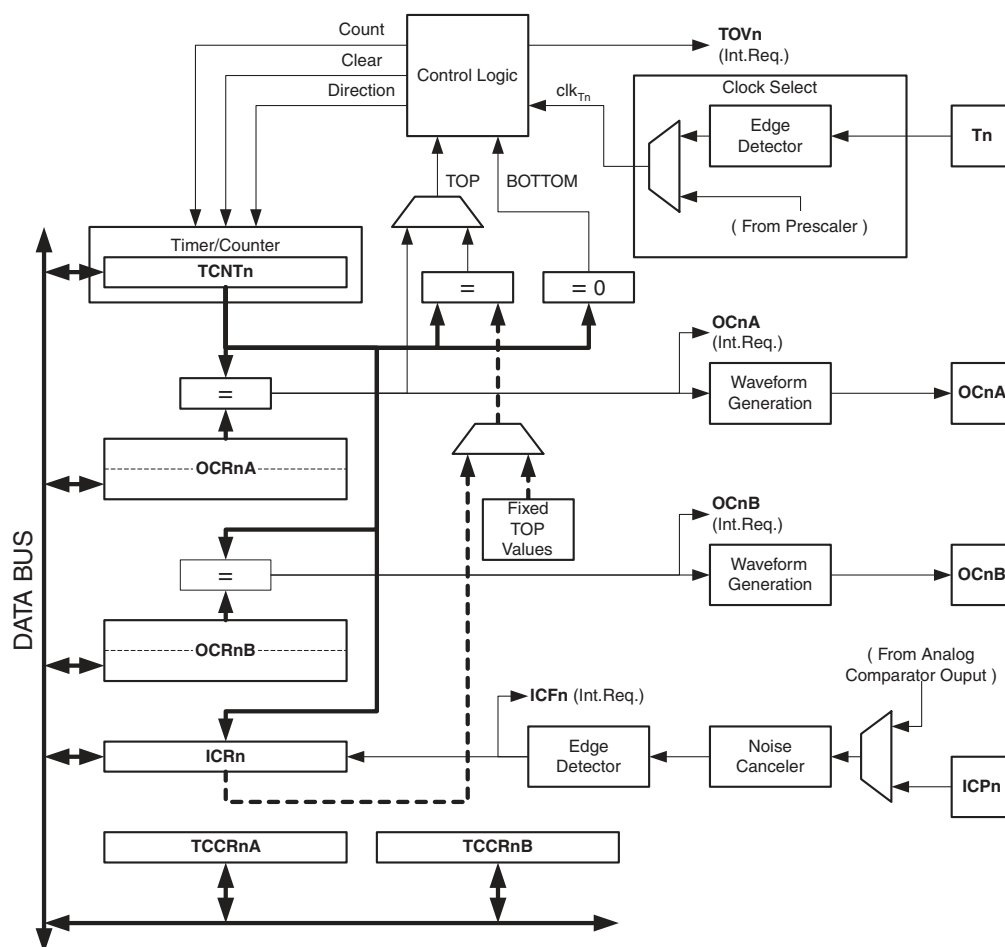 Count
Clear
Direction
Control Logic
TOVn
(Int.Req.)
clkTn
Clock Select
Edge
Detector
Tn
( From Prescaler )
TOP
BOTTOM
Timer/Counter
TCNTn
=
= 0
OCnA
(Int.Req.)
=
Waveform
Generation
OCnA
OCRnA
Fixed
TOP
Values
OCnB
(Int.Req.)
=
Waveform
Generation
OCnB
DATA BUS
OCRnB
( From Analog
Comparator Ouput )
ICFn (Int.Req.)
ICRn
Edge
Detector
Noise
Canceler
ICPn
TCCRnA
TCCRnB